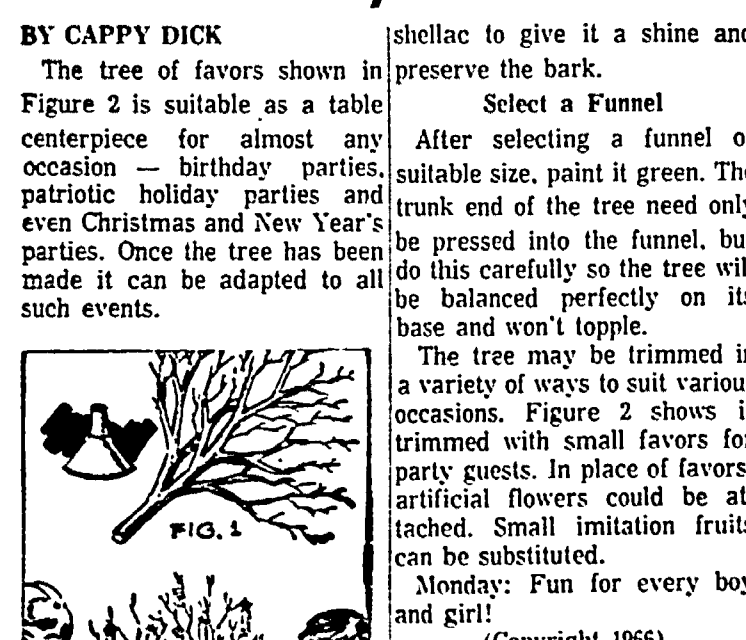 BY CAPPY DICK
The tree of favors shown in
Figure 2 is suitable as a table
centerpiece for almost any
occasion — birthday parties,
patriotic holiday parties and
even Christmas and New Year's
parties. Once the tree has been
made it can be adapted to all
such events.
FIG. 1
shellac to give it a shine and
preserve the bark.
Select a Funnel
After selecting a funnel o
suitable size, paint it green. The
trunk end of the tree need only
be pressed into the funnel, bu
do this carefully so the tree wil
be balanced perfectly on its
base and won't topple.
The tree may be trimmed in
a variety of ways to suit variou
occasions. Figure 2 shows i
trimmed with small favors for
party guests. In place of favors
artificial flowers could be at
tached. Small imitation fruits
can be substituted.
Monday: Fun for every boy
and girl!
(Copyright 1966)